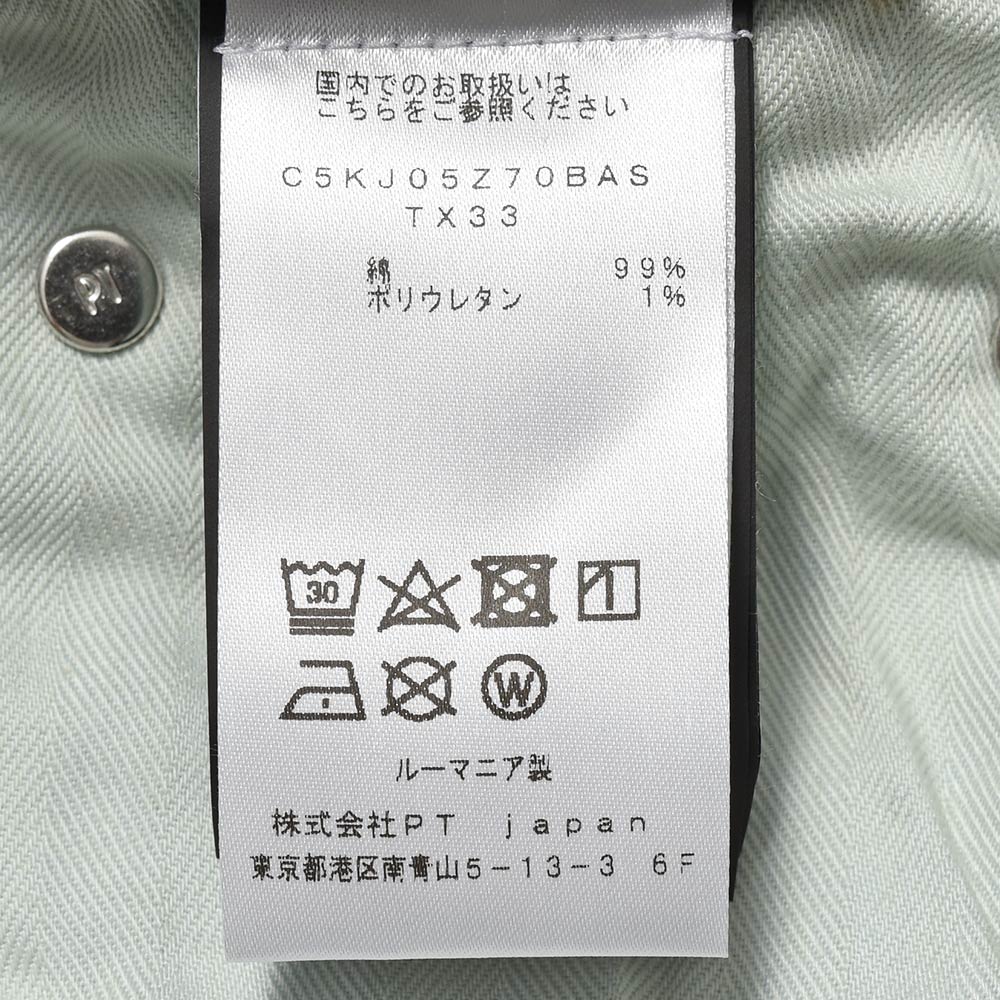 国内でのお取扱いは
こちらをご参照ください
C5KJ05Z70BAS
TX33
綿 99%
ポリウレタン 1%
30
W
ルーマニア製
株式会社PT japan
東京都港区南青山5-13-3 6F